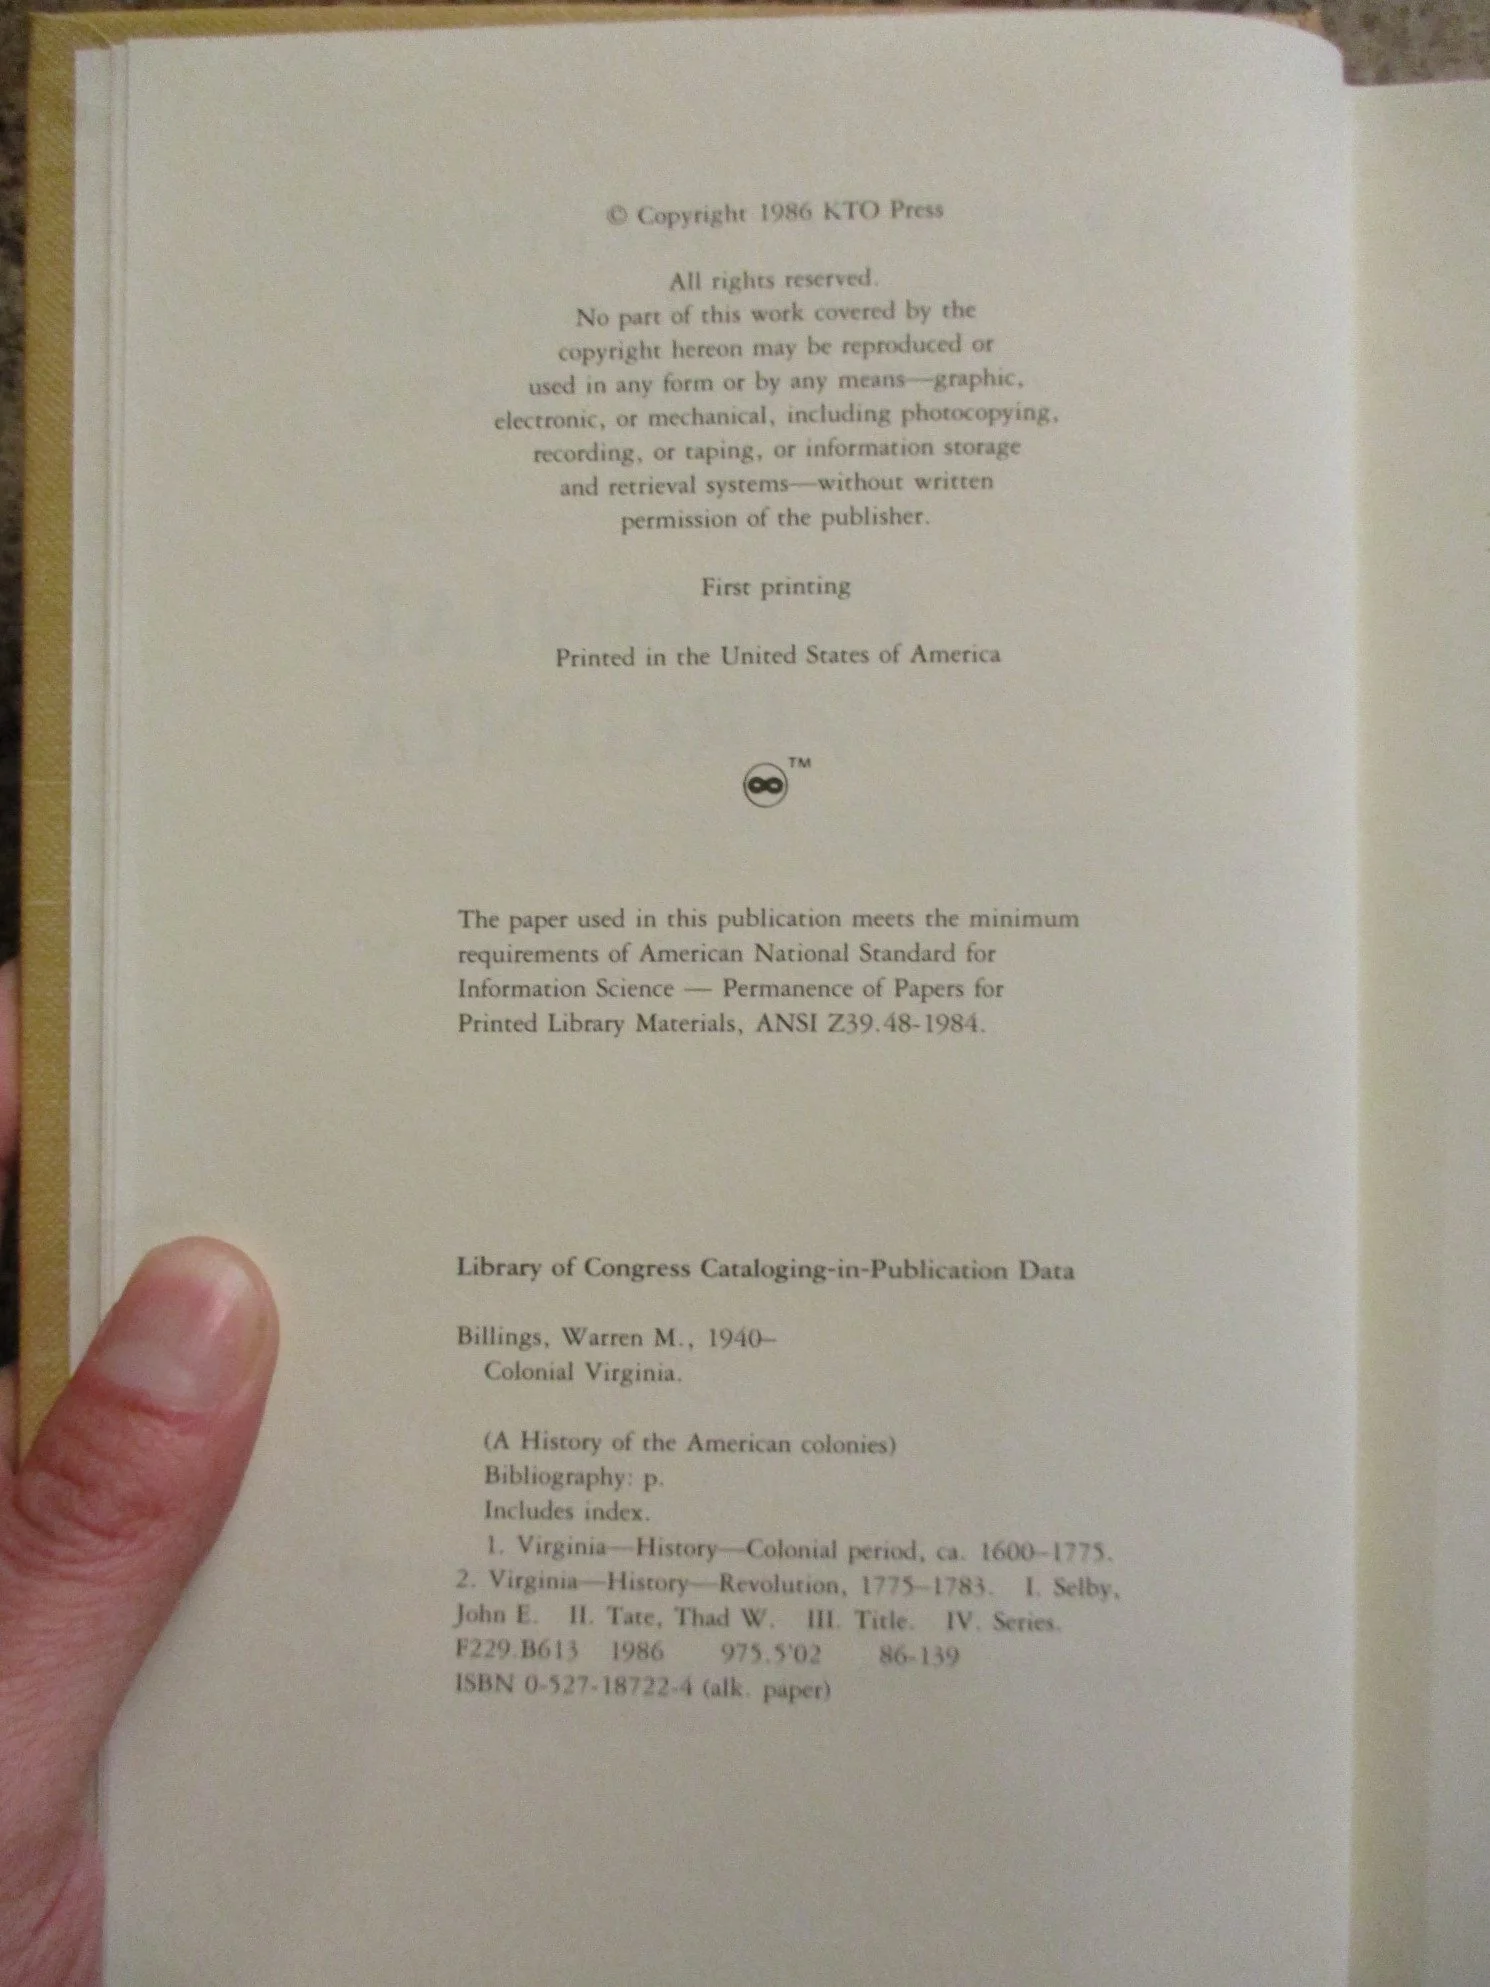 © Copyright 1986 KTO Press
All rights reserved.
No part of this work covered by the
copyright hereon may be reproduced or
used in any form or by any means—graphic,
electronic, or mechanical, including photocopying,
recording, or taping, or information storage
and retrieval systems—without written
permission of the publisher.
First printing
Printed in the United States of America
TM
The paper used in this publication meets the minimum
requirements of American National Standard for
Information Science — Permanence of Papers for
Printed Library Materials, ANSI Z39.48-1984.
Library of Congress Cataloging-in-Publication Data
Billings, Warren M., 1940–
Colonial Virginia.
(A History of the American colonies)
Bibliography: p.
Includes index.
1. Virginia—History—Colonial period, ca. 1600–1775.
2. Virginia—History—Revolution, 1775–1783. I. Selby,
John E. II. Tate, Thad W. III. Title. IV. Series.
F229.B613 1986 975.5'02 86-139
ISBN 0-527-18722-4 (alk. paper)